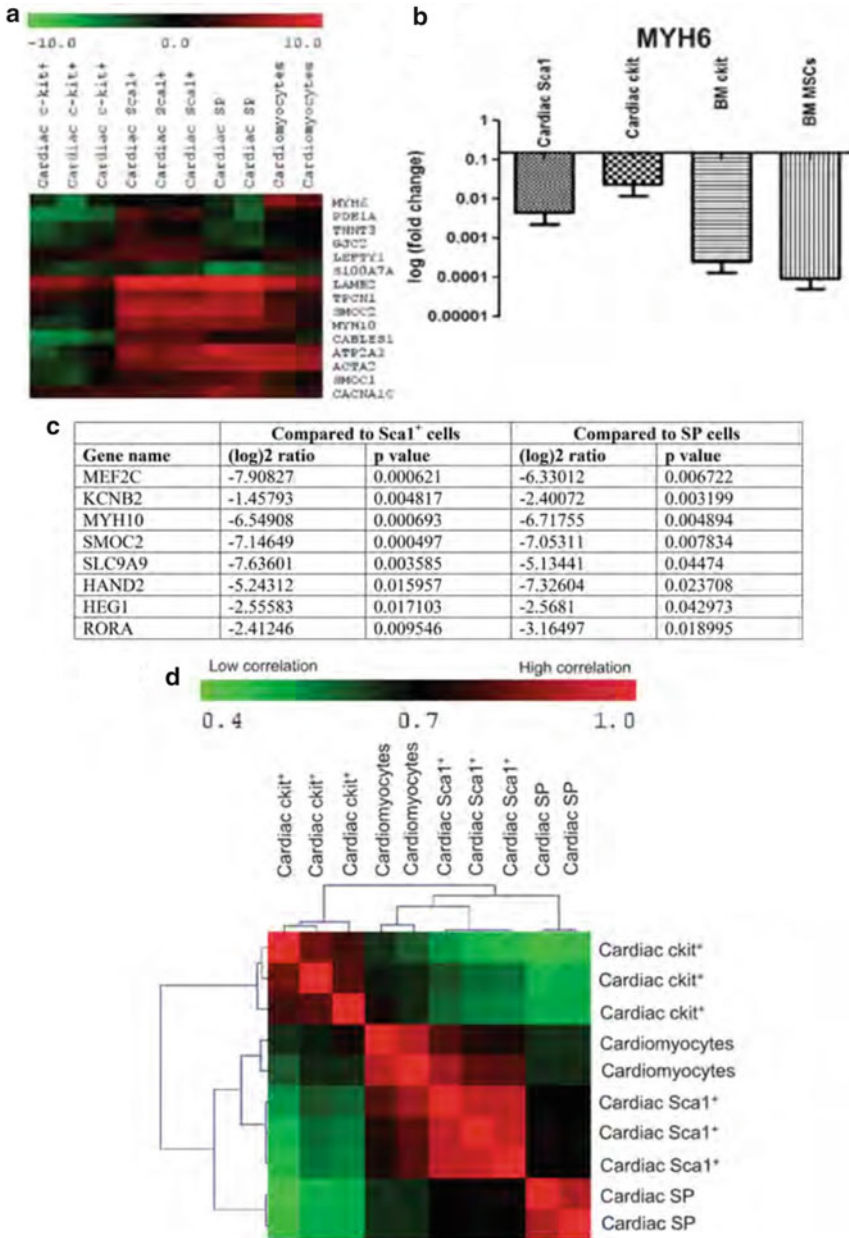 a
-10.0 0.0 10.0
Cardiac c-kit+
Cardiac c-kit+
Cardiac c-kit+
Cardiac Sca1+
Cardiac Sca1+
Cardiac Sca1+
Cardiac SP
Cardiac SP
Cardiomyocytes
Cardiomyocytes
MYH6
PDE1A
TNNT3
GJC2
LEFTY1
S100A7A
LAMB2
TPCN1
SMOC2
MYH10
CABLES1
ATP2A2
ACTA2
SMOC1
CACNA1C
b
MYH6
Cardiac Sca1
Cardiac ckit
BM ckit
BM MSCs
log (fold change)
1
0.1
0.01
0.001
0.0001
0.00001
c
Compared to Sca1+ cells Compared to SP cells
Gene name (log)2 ratio p value (log)2 ratio p value
MEF2C -7.90827 0.000621 -6.33012 0.006722
KCNB2 -1.45793 0.004817 -2.40072 0.003199
MYH10 -6.54908 0.000693 -6.71755 0.004894
SMOC2 -7.14649 0.000497 -7.05311 0.007834
SLC9A9 -7.63601 0.003585 -5.13441 0.04474
HAND2 -5.24312 0.015957 -7.32604 0.023708
HEG1 -2.55583 0.017103 -2.5681 0.042973
RORA -2.41246 0.009546 -3.16497 0.018995
d
Low correlation High correlation
0.4 0.7 1.0
Cardiac ckit+
Cardiac ckit+
Cardiac ckit+
Cardiomyocytes
Cardiomyocytes
Cardiac Sca1+
Cardiac Sca1+
Cardiac Sca1+
Cardiac SP
Cardiac SP
Cardiac ckit+
Cardiac ckit+
Cardiac ckit+
Cardiomyocytes
Cardiomyocytes
Cardiac Sca1+
Cardiac Sca1+
Cardiac Sca1+
Cardiac SP
Cardiac SP